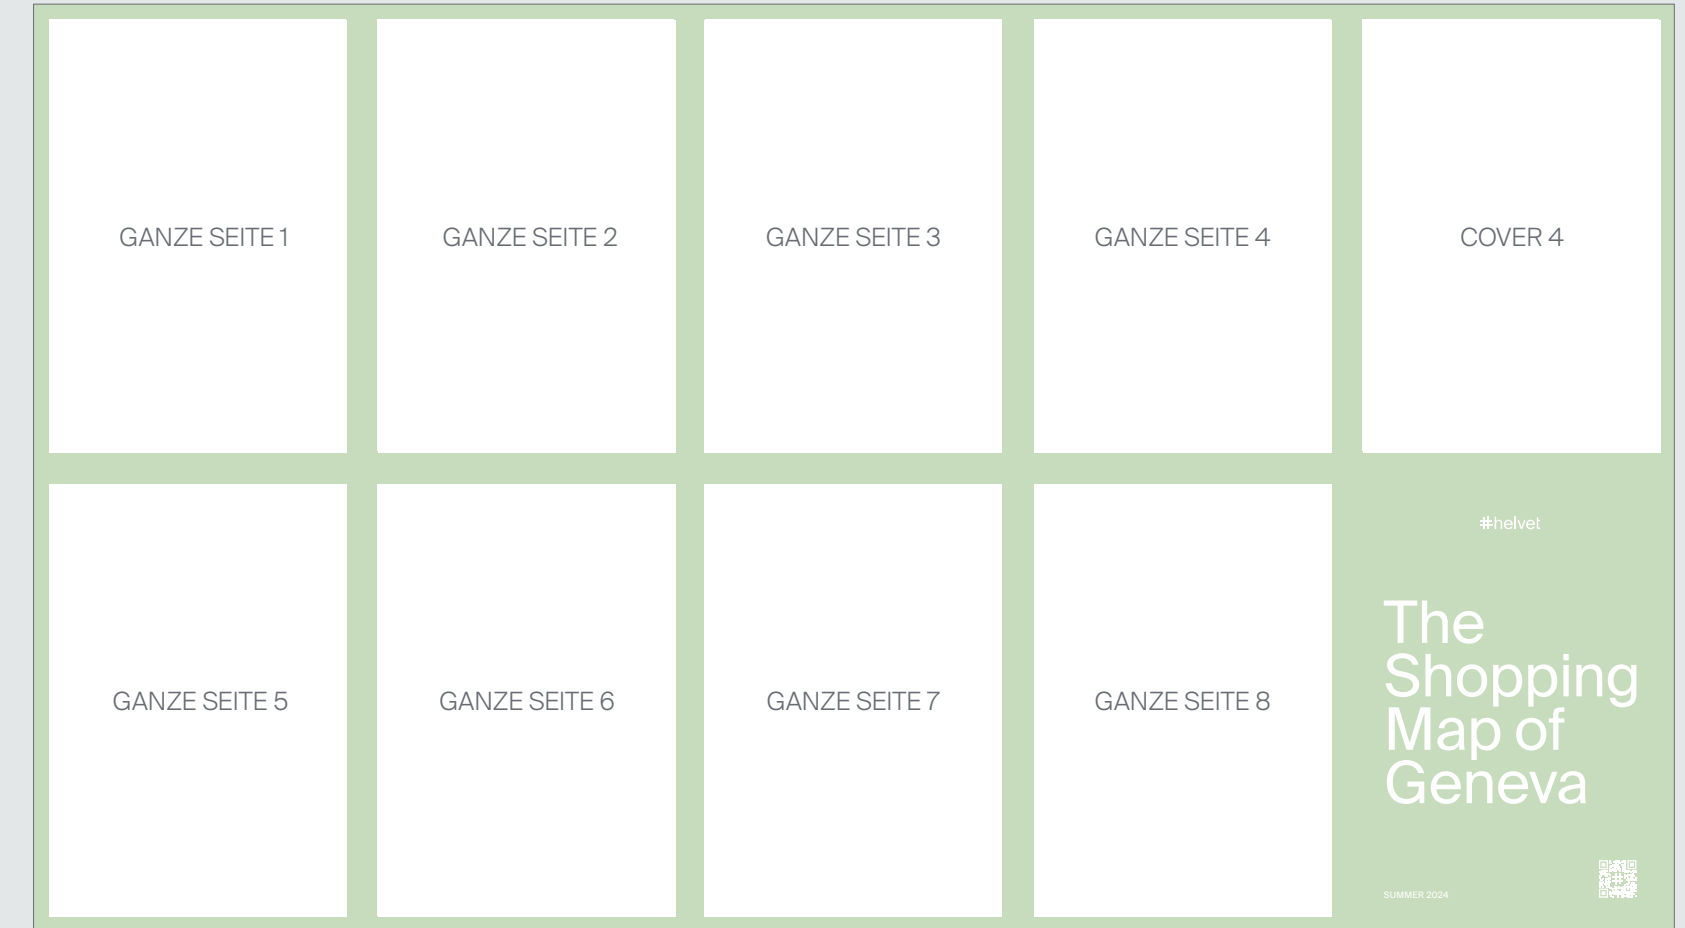 GANZE SEITE 1
GANZE SEITE 2
GANZE SEITE 3
GANZE SEITE 4
COVER 4
GANZE SEITE 5
GANZE SEITE 6
GANZE SEITE 7
GANZE SEITE 8
#helvet
The
Shopping
Map of
Geneva
SUMMER 2024